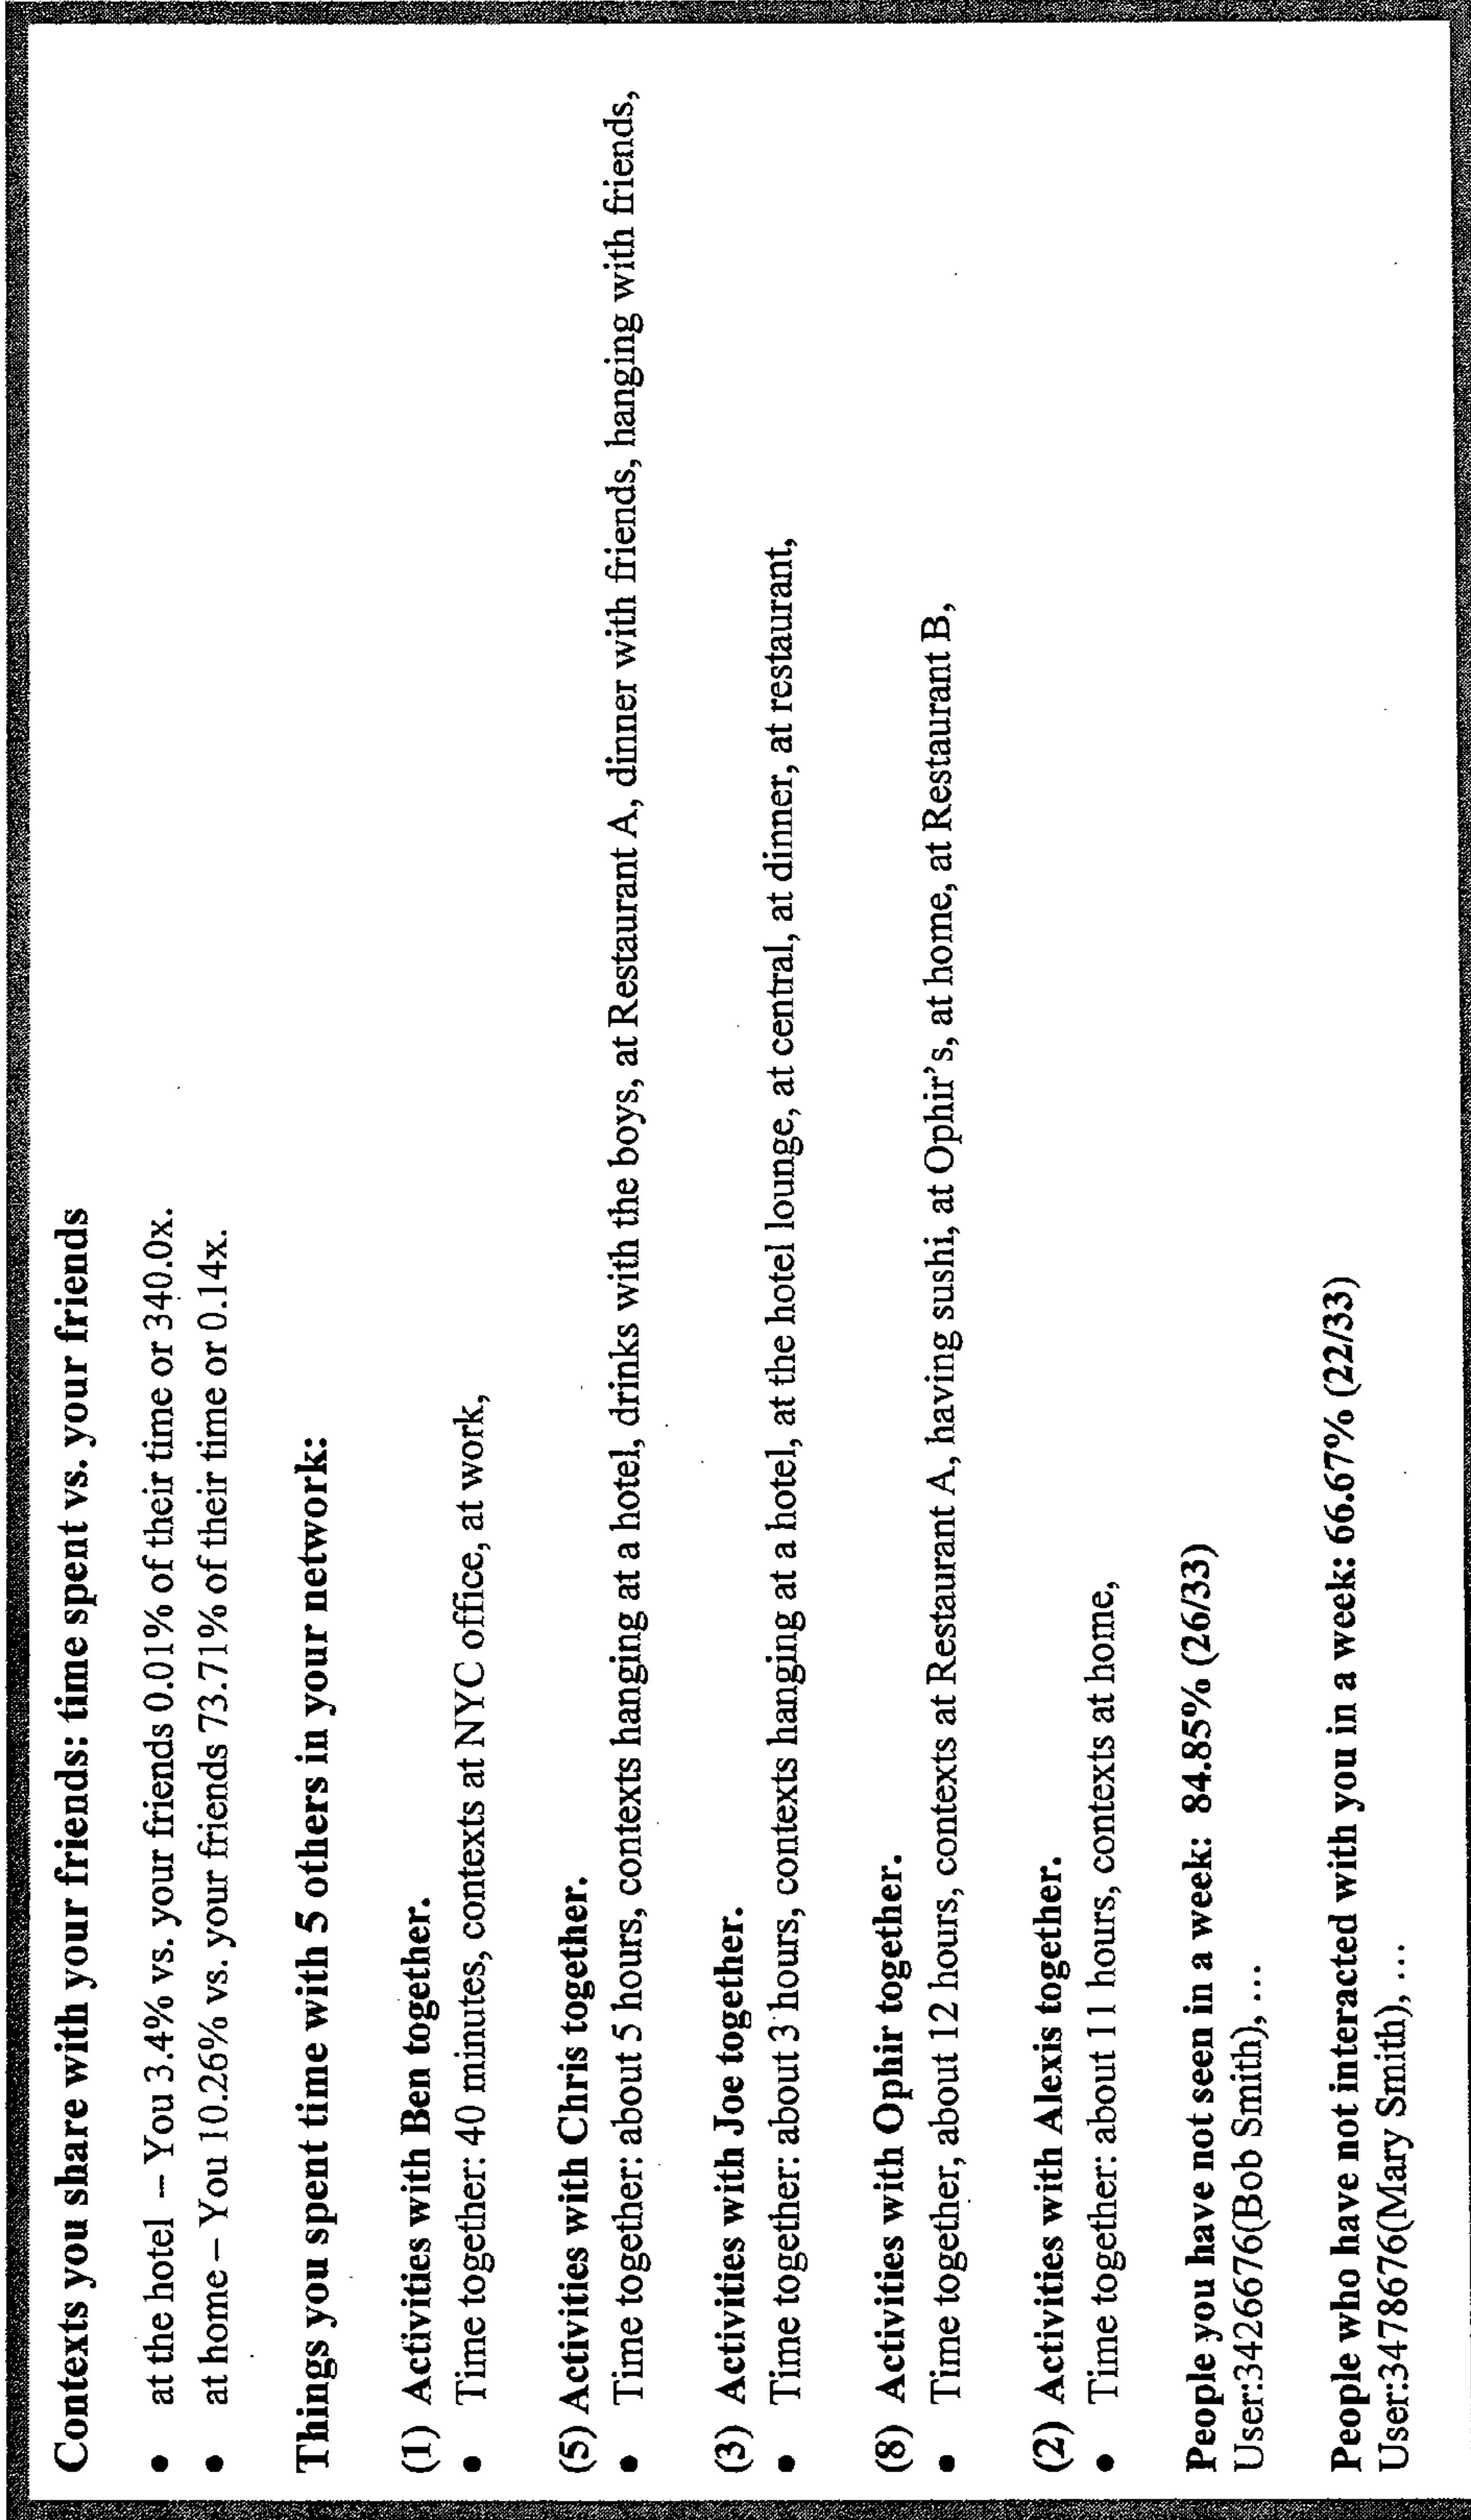 Contexts you share with your friends: time spent vs. your friends
● at the hotel – You 3.4% vs. your friends 0.01% of their time or 340.0x.
● at home – You 10.26% vs. your friends 73.71% of their time or 0.14x.
Things you spent time with 5 others in your network:
(1) Activities with Ben together.
● Time together: 40 minutes, contexts at NYC office, at work,
(5) Activities with Chris together.
● Time together: about 5 hours, contexts hanging at a hotel, drinks with the boys, at Restaurant A, dinner with friends, hanging with friends,
(3) Activities with Joe together.
● Time together: about 3 hours, contexts hanging at a hotel, at the hotel lounge, at central, at dinner, at restaurant,
(8) Activities with Ophir together.
● Time together, about 12 hours, contexts at Restaurant A, having sushi, at Ophir's, at home, at Restaurant B,
(2) Activities with Alexis together.
● Time together: about 11 hours, contexts at home,
People you have not seen in a week: 84.85% (26/33)
User:3426676(Bob Smith), ...
People who have not interacted with you in a week: 66.67% (22/33)
User:3478676(Mary Smith), ...